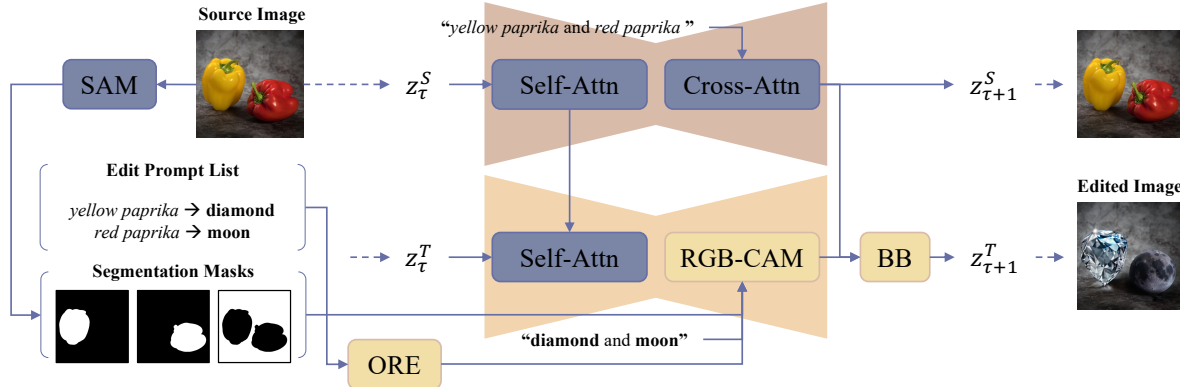 Source Image
“yellow paprika and red paprika ”
SAM
z_τ^S
Self-Attn
Cross-Attn
z_{τ+1}^S
Edit Prompt List
yellow paprika → diamond
red paprika → moon
Edited Image
z_τ^T
Self-Attn
RGB-CAM
BB
z_{τ+1}^T
Segmentation Masks
“diamond and moon”
ORE